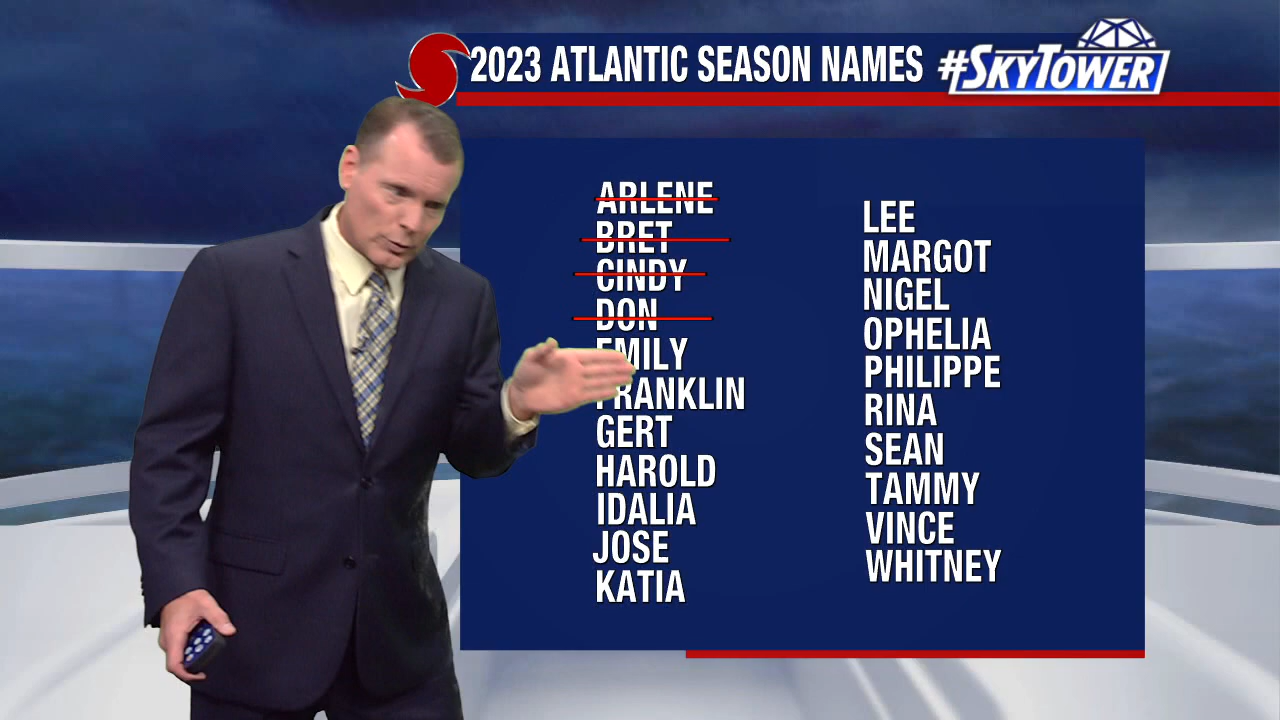 2023 ATLANTIC SEASON NAMES
#SKYTOWER
ARLENE
BRET
CINDY
DON
EMILY
FRANKLIN
GERT
HAROLD
IDALIA
JOSE
KATIA
LEE
MARGOT
NIGEL
OPHELIA
PHILIPPE
RINA
SEAN
TAMMY
VINCE
WHITNEY